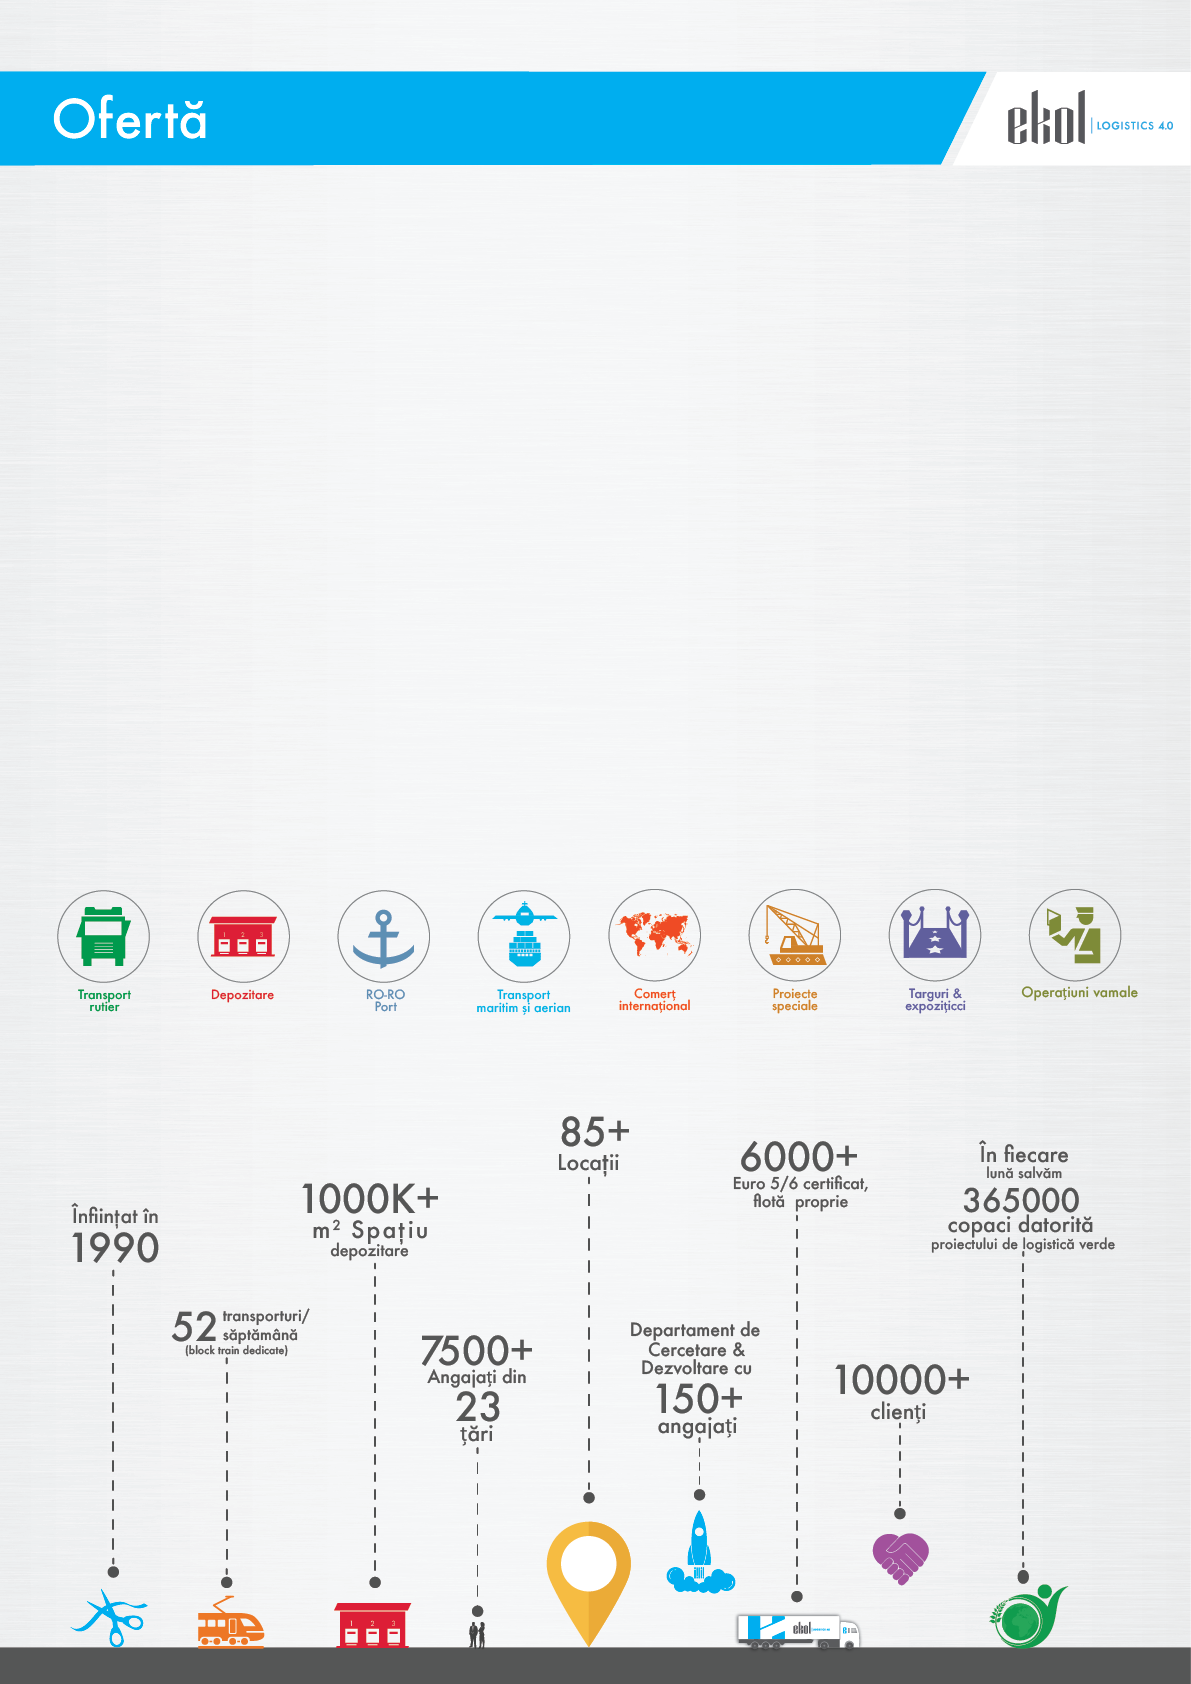 Ofertă
ekol LOGISTICS 4.0
1 2 3
Transport
rutier
Depozitare
RO-RO
Port
Transport
maritim și aerian
Comerț
internațional
Proiecte
speciale
Targuri &
expozițicci
Operațiuni vamale
Înființat în
1990
52 transporturi/
săptămână
(block train dedicate)
1000K+
m² Spațiu
depozitare
7500+
Angajați din
23
țări
85+
Locații
Departament de
Cercetare &
Dezvoltare cu
150+
angajați
6000+
Euro 5/6 certificat,
flotă proprie
10000+
clienți
În fiecare
lună salvăm
365000
copaci datorită
proiectului de logistică verde
1 2 3
ekol